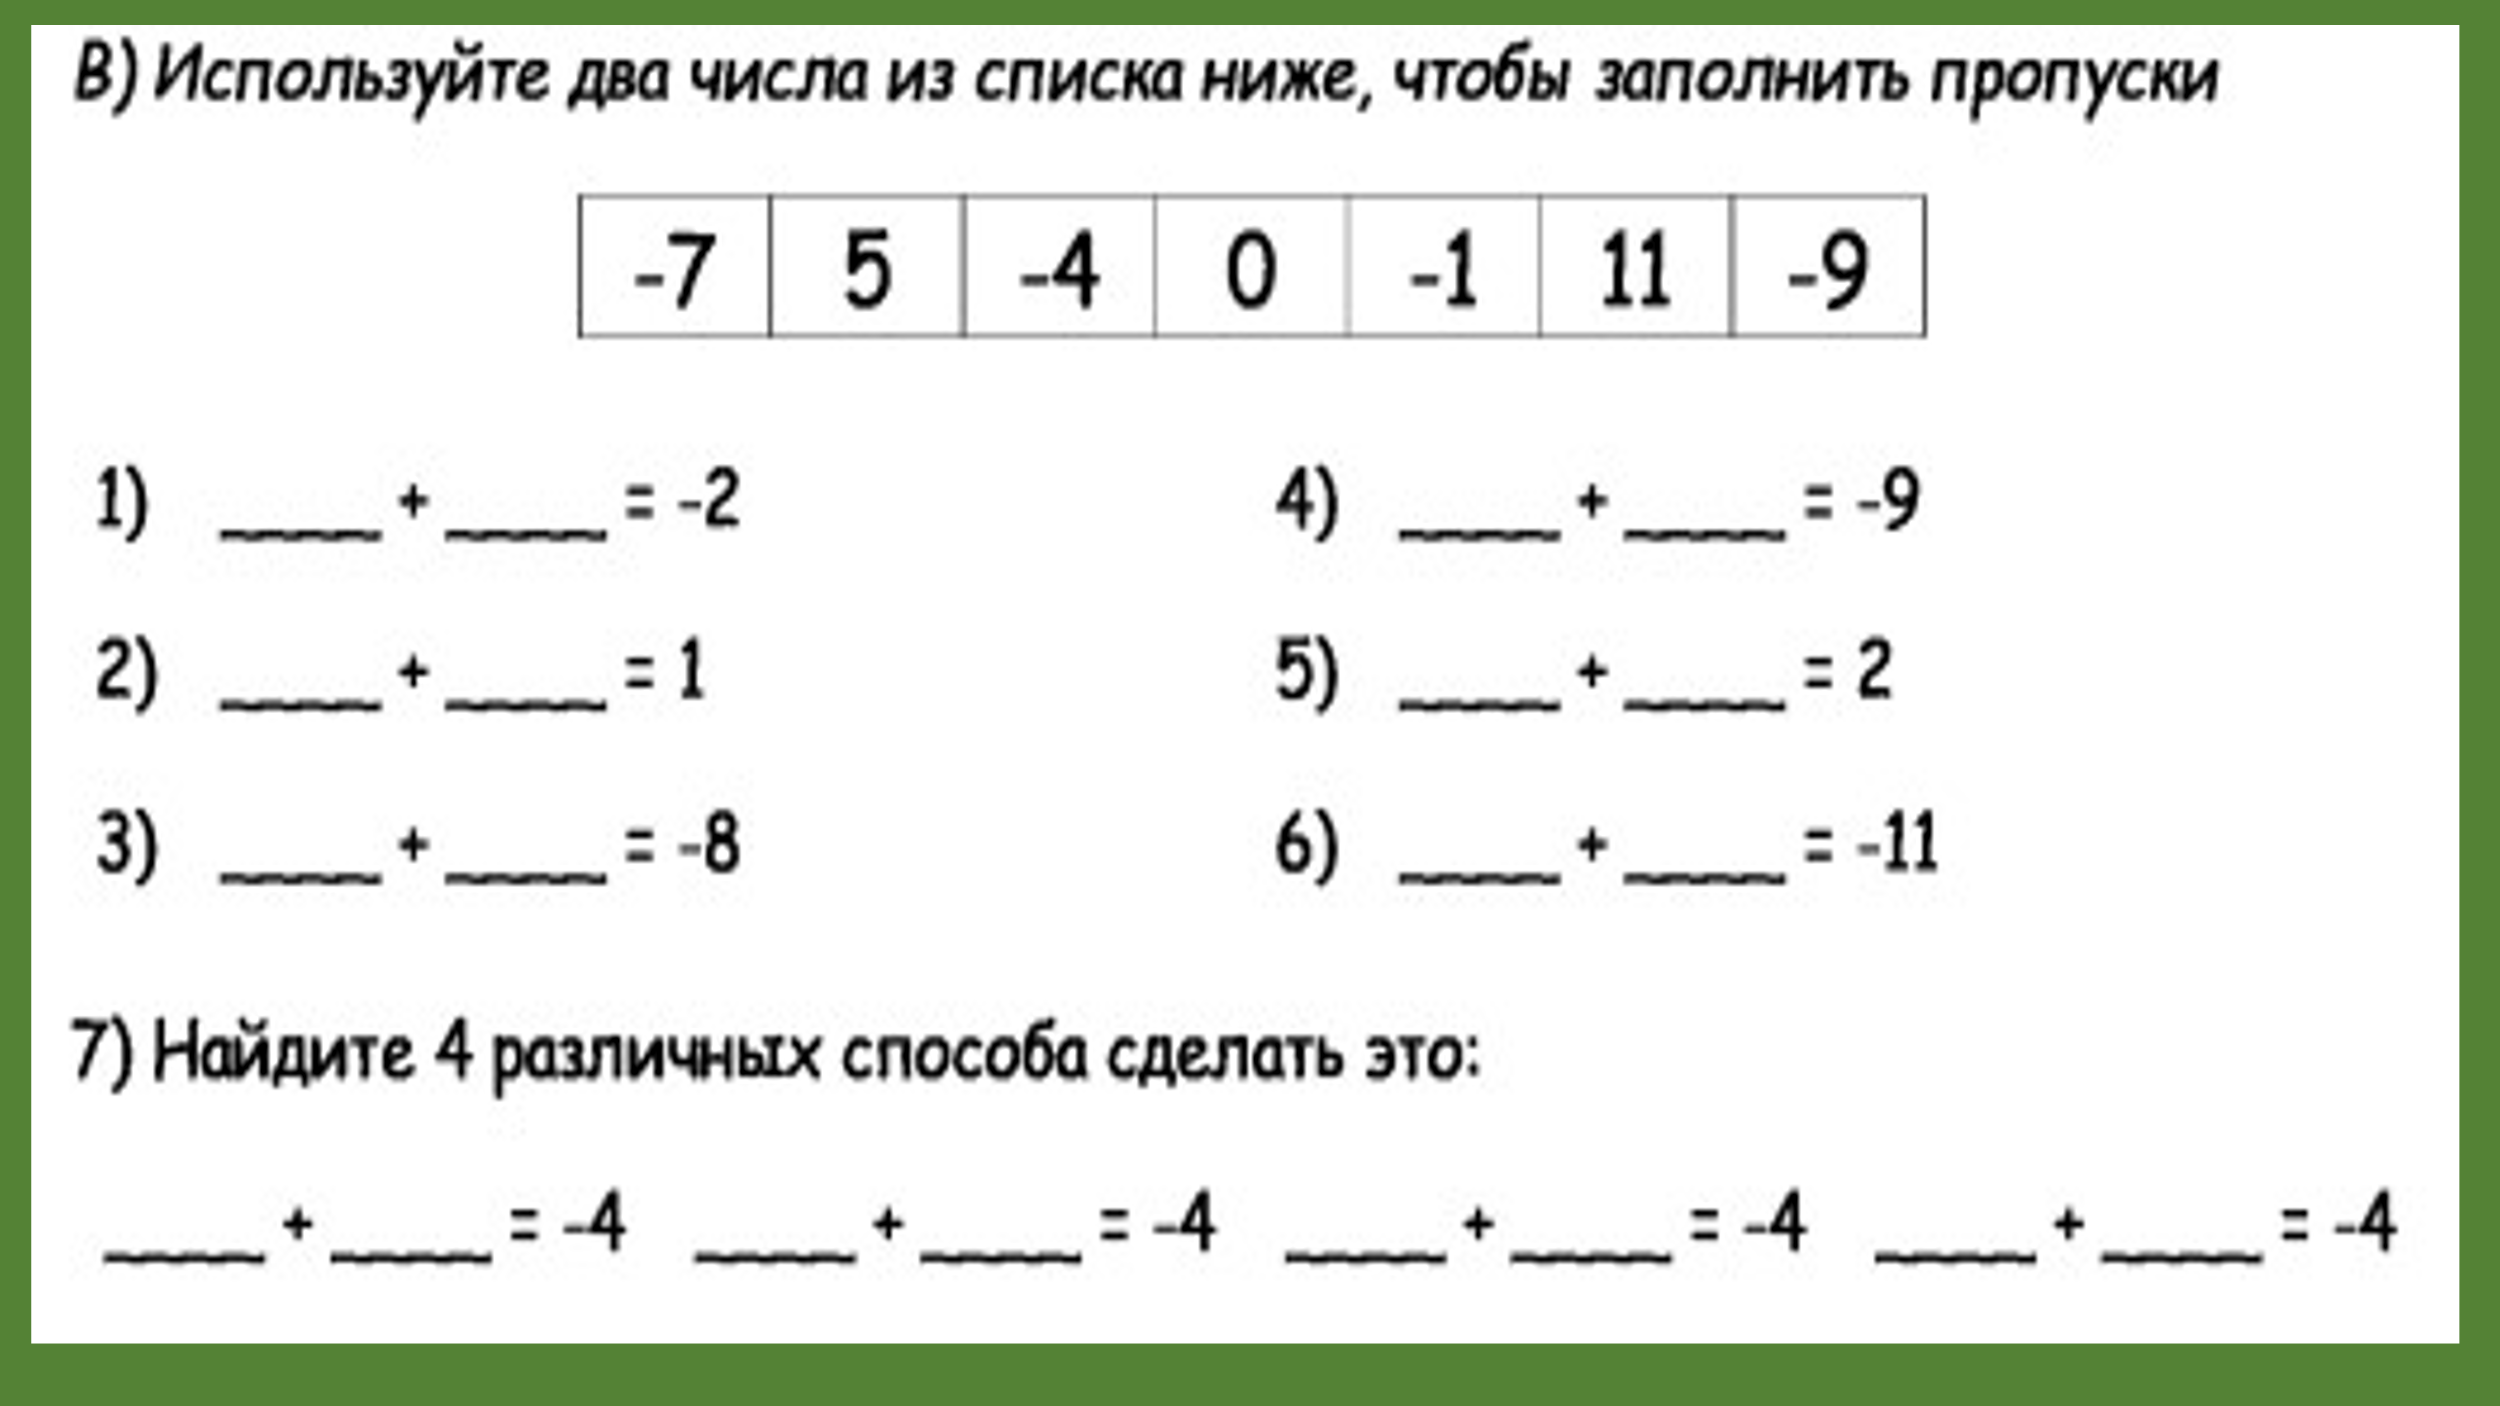 В) Используйте два числа из списка ниже, чтобы заполнить пропуски
-7 5 -4 0 -1 11 -9
1) ____ + ____ = -2
4) ____ + ____ = -9
2) ____ + ____ = 1
5) ____ + ____ = 2
3) ____ + ____ = -8
6) ____ + ____ = -11
7) Найдите 4 различных способа сделать это:
____ + ____ = -4 ____ + ____ = -4 ____ + ____ = -4 ____ + ____ = -4